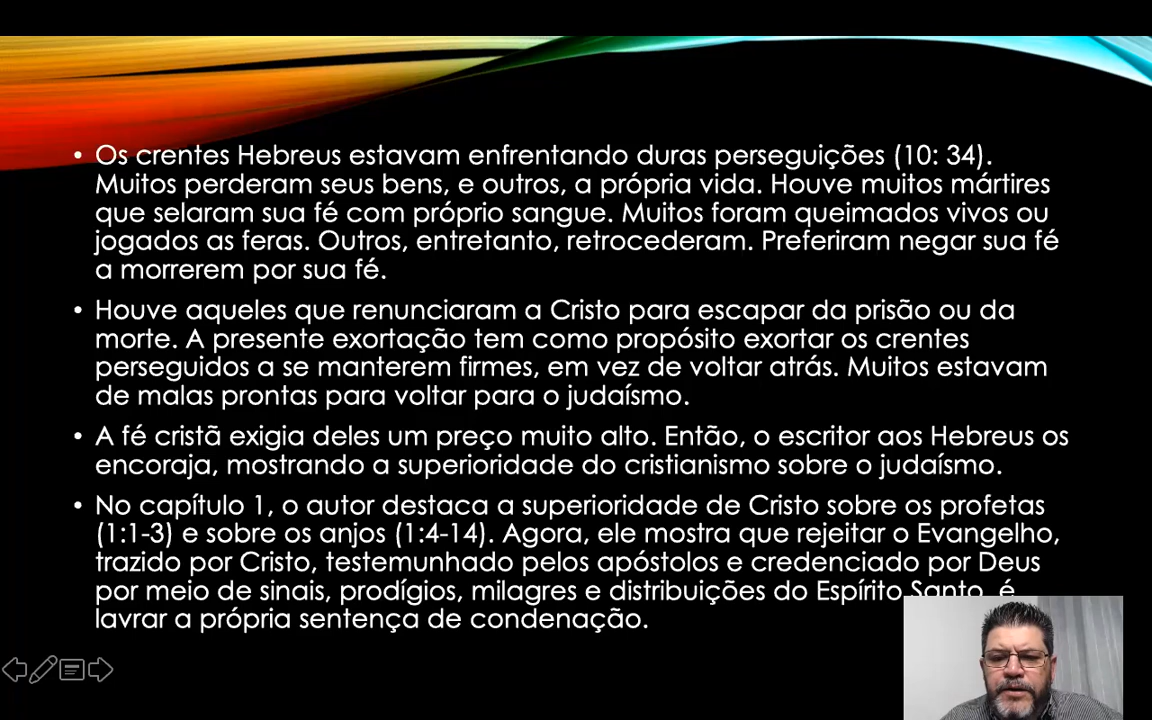 • Os crentes Hebreus estavam enfrentando duras perseguições (10: 34).
Muitos perderam seus bens, e outros, a própria vida. Houve muitos mártires
que selaram sua fé com próprio sangue. Muitos foram queimados vivos ou
jogados as feras. Outros, entretanto, retrocederam. Preferiram negar sua fé
a morrerem por sua fé.
• Houve aqueles que renunciaram a Cristo para escapar da prisão ou da
morte. A presente exortação tem como propósito exortar os crentes
perseguidos a se manterem firmes, em vez de voltar atrás. Muitos estavam
de malas prontas para voltar para o judaísmo.
• A fé cristã exigia deles um preço muito alto. Então, o escritor aos Hebreus os
encoraja, mostrando a superioridade do cristianismo sobre o judaísmo.
• No capítulo 1, o autor destaca a superioridade de Cristo sobre os profetas
(1:1-3) e sobre os anjos (1:4-14). Agora, ele mostra que rejeitar o Evangelho,
trazido por Cristo, testemunhado pelos apóstolos e credenciado por Deus
por meio de sinais, prodígios, milagres e distribuições do Espírito Santo, é
lavrar a própria sentença de condenação.